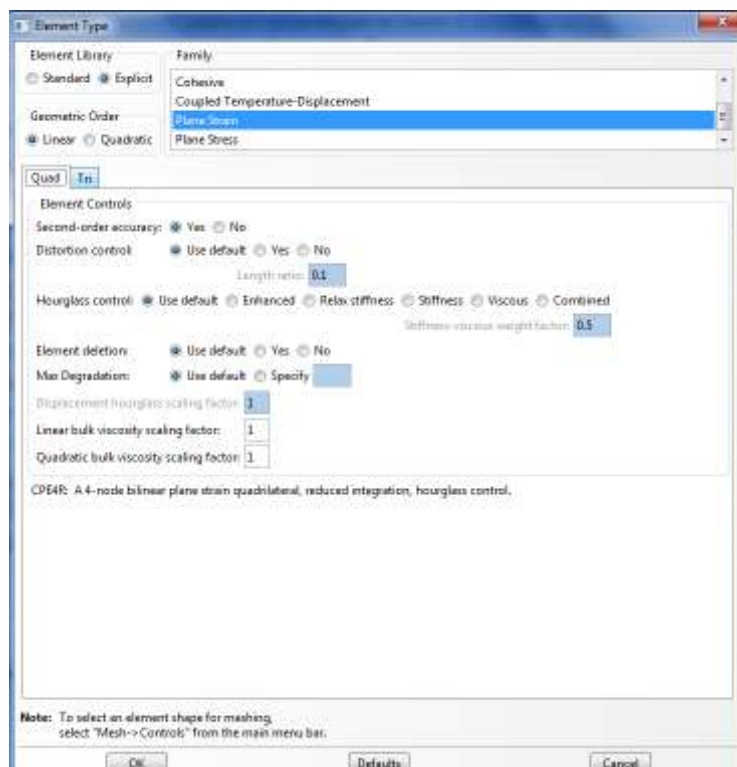 Element Type
Element Library
Family
Standard Explicit
Cohesive
Coupled Temperature-Displacement
Geometric Order
Plane Strain
Linear Quadratic
Plane Stress
Quad Tri
Element Controls
Second-order accuracy: Yes No
Distortion control: Use default Yes No
Length ratio: 0.1
Hourglass control: Use default Enhanced Relax stiffness Stiffness Viscous Combined
Stiffness-viscous weight factor: 0.5
Element deletion: Use default Yes No
Max Degradation: Use default Specify
Displacement hourglass scaling factor: 1
Linear bulk viscosity scaling factor: 1
Quadratic bulk viscosity scaling factor: 1
CPE4R: A 4-node bilinear plane strain quadrilateral, reduced integration, hourglass control.
Note: To select an element shape for meshing,
select "Mesh->Controls" from the main menu bar.
OK Defaults Cancel